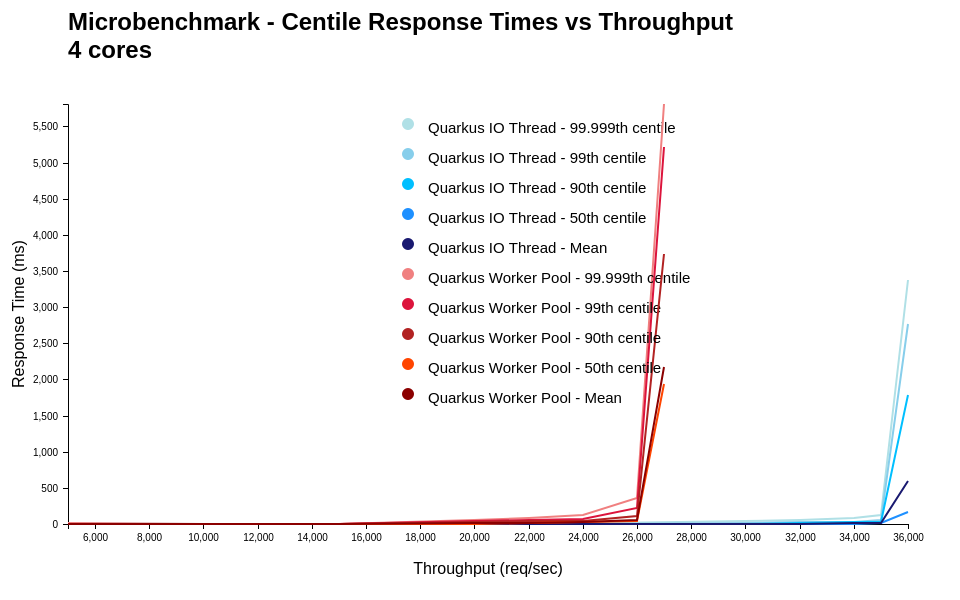 Microbenchmark - Centile Response Times vs Throughput
4 cores
Quarkus IO Thread - 99.999th centile
Quarkus IO Thread - 99th centile
Quarkus IO Thread - 90th centile
Quarkus IO Thread - 50th centile
Quarkus IO Thread - Mean
Quarkus Worker Pool - 99.999th centile
Quarkus Worker Pool - 99th centile
Quarkus Worker Pool - 90th centile
Quarkus Worker Pool - 50th centile
Quarkus Worker Pool - Mean
Response Time (ms)
5,500
5,000
4,500
4,000
3,500
3,000
2,500
2,000
1,500
1,000
500
0
6,000 8,000 10,000 12,000 14,000 16,000 18,000 20,000 22,000 24,000 26,000 28,000 30,000 32,000 34,000 36,000
Throughput (req/sec)